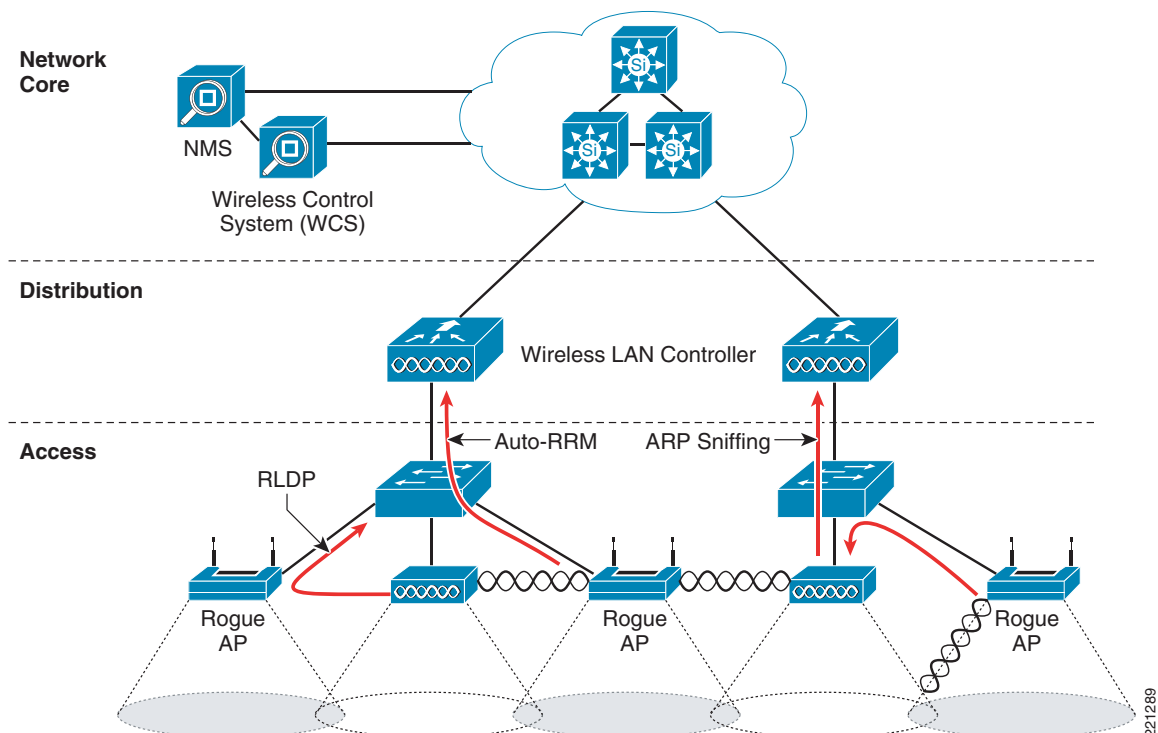 Network
Core
Si
Si
Si
NMS
Wireless Control
System (WCS)
Distribution
Wireless LAN Controller
Access
Auto-RRM
ARP Sniffing
RLDP
Rogue
AP
Rogue
AP
Rogue
AP
221289